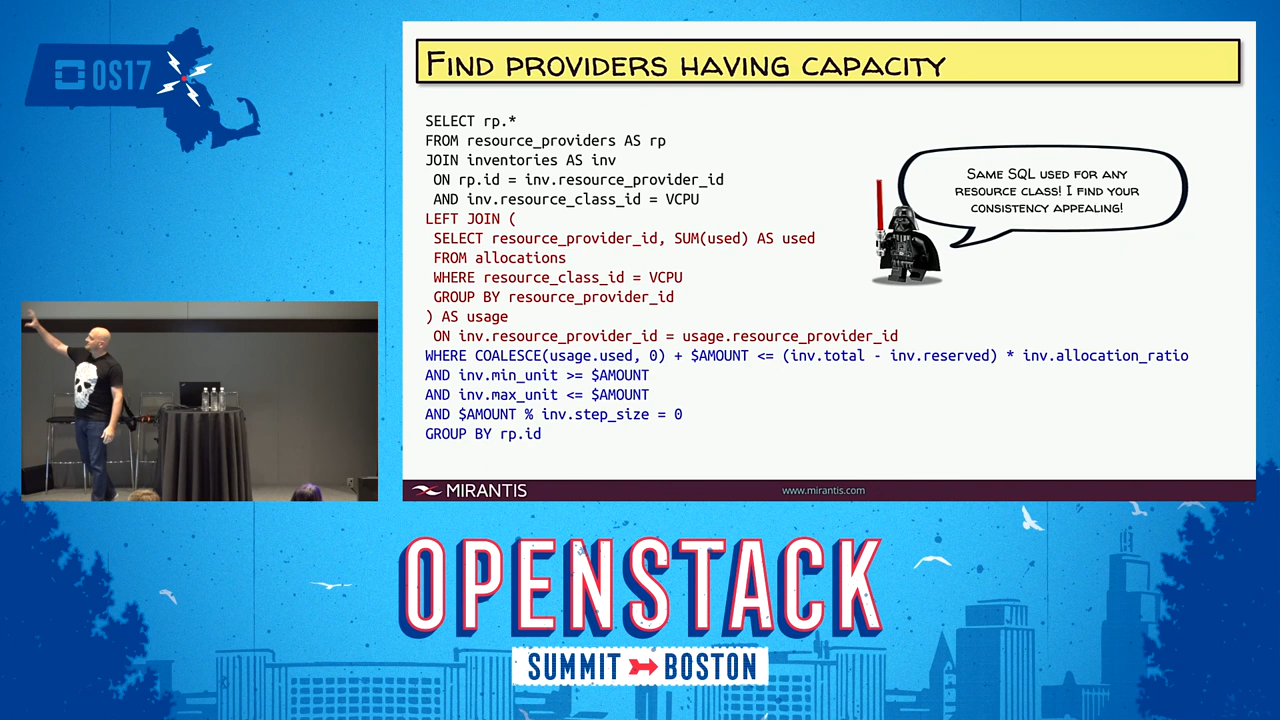 OS17
FIND PROVIDERS HAVING CAPACITY
SELECT rp.*
FROM resource_providers AS rp
JOIN inventories AS inv
ON rp.id = inv.resource_provider_id
AND inv.resource_class_id = VCPU
LEFT JOIN (
SELECT resource_provider_id, SUM(used) AS used
FROM allocations
WHERE resource_class_id = VCPU
GROUP BY resource_provider_id
) AS usage
ON inv.resource_provider_id = usage.resource_provider_id
WHERE COALESCE(usage.used, 0) + $AMOUNT <= (inv.total - inv.reserved) * inv.allocation_ratio
AND inv.min_unit >= $AMOUNT
AND inv.max_unit <= $AMOUNT
AND $AMOUNT % inv.step_size = 0
GROUP BY rp.id
SAME SQL USED FOR ANY
RESOURCE CLASS! I FIND YOUR
CONSISTENCY APPEALING!
MIRANTIS
www.mirantis.com
OPENSTACK
SUMMIT BOSTON